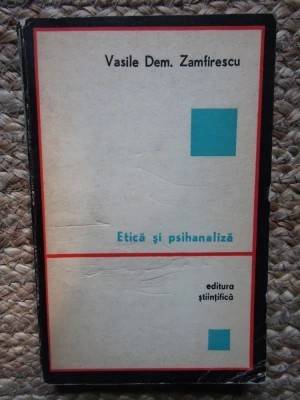 Vasile Dem. Zamfirescu
Etică și psihanaliză
editura
științifică